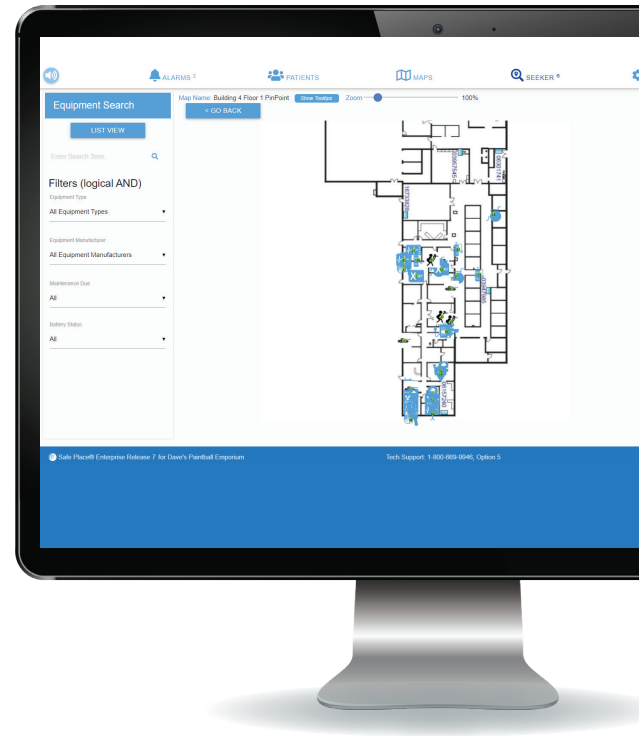 ALARMS 2
PATIENTS
MAPS
SEEKER ®
Equipment Search
Map Name: Building 4 Floor 1 PinPoint Show Tooltips Zoom 100%
< GO BACK
LIST VIEW
Enter Search Term
Filters (logical AND)
Equipment Type
All Equipment Types
Equipment Manufacturer
All Equipment Manufacturers
Maintenance Due
All
Battery Status
All
Safe Place® Enterprise Release 7 for Dave's Paintball Emporium
Tech Support: 1-800-669-9946, Option 5